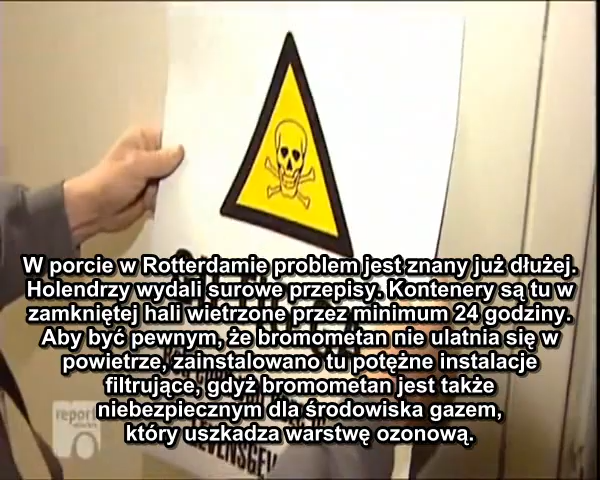 W porcie w Rotterdamie problem jest znany już dłużej.
Holendrzy wydali surowe przepisy. Kontenery są tu w
zamkniętej hali wietrzone przez minimum 24 godziny.
Aby być pewnym, że bromometan nie ulatnia się w
powietrze, zainstalowano tu potężne instalacje
filtrujące, gdyż bromometan jest także
niebezpiecznym dla środowiska gazem,
który uszkadza warstwę ozonową.
report